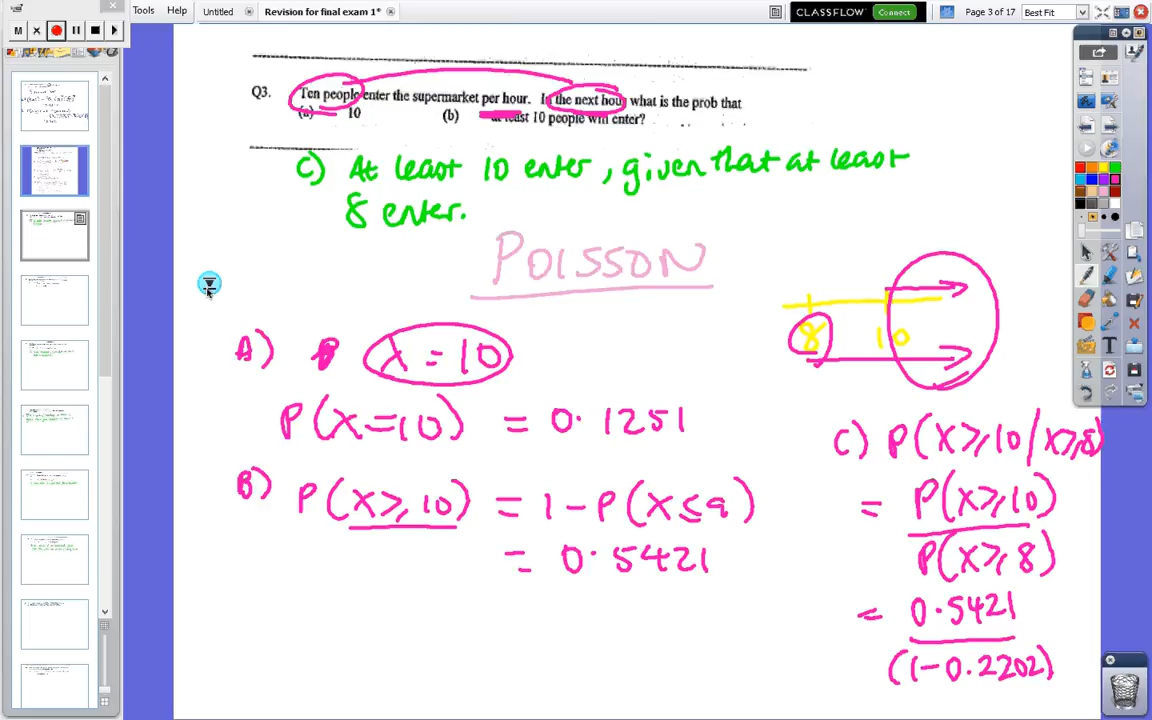 Tools Help Untitled Revision for final exam 1* CLASSFLOW Connect Page 3 of 17 Best Fit
Q3. Ten people enter the supermarket per hour. In the next hour what is the prob that
(a) 10 (b) at least 10 people will enter?
c) At least 10 enter, given that at least
8 enter.
POISSON
8 10
A) λ = 10
P(X=10) = 0.1251
B) P(X≥10) = 1-P(X≤9)
= 0.5421
C) P(X≥10/X≥8)
= P(X≥10)
P(X≥8)
= 0.5421
(1-0.2202)